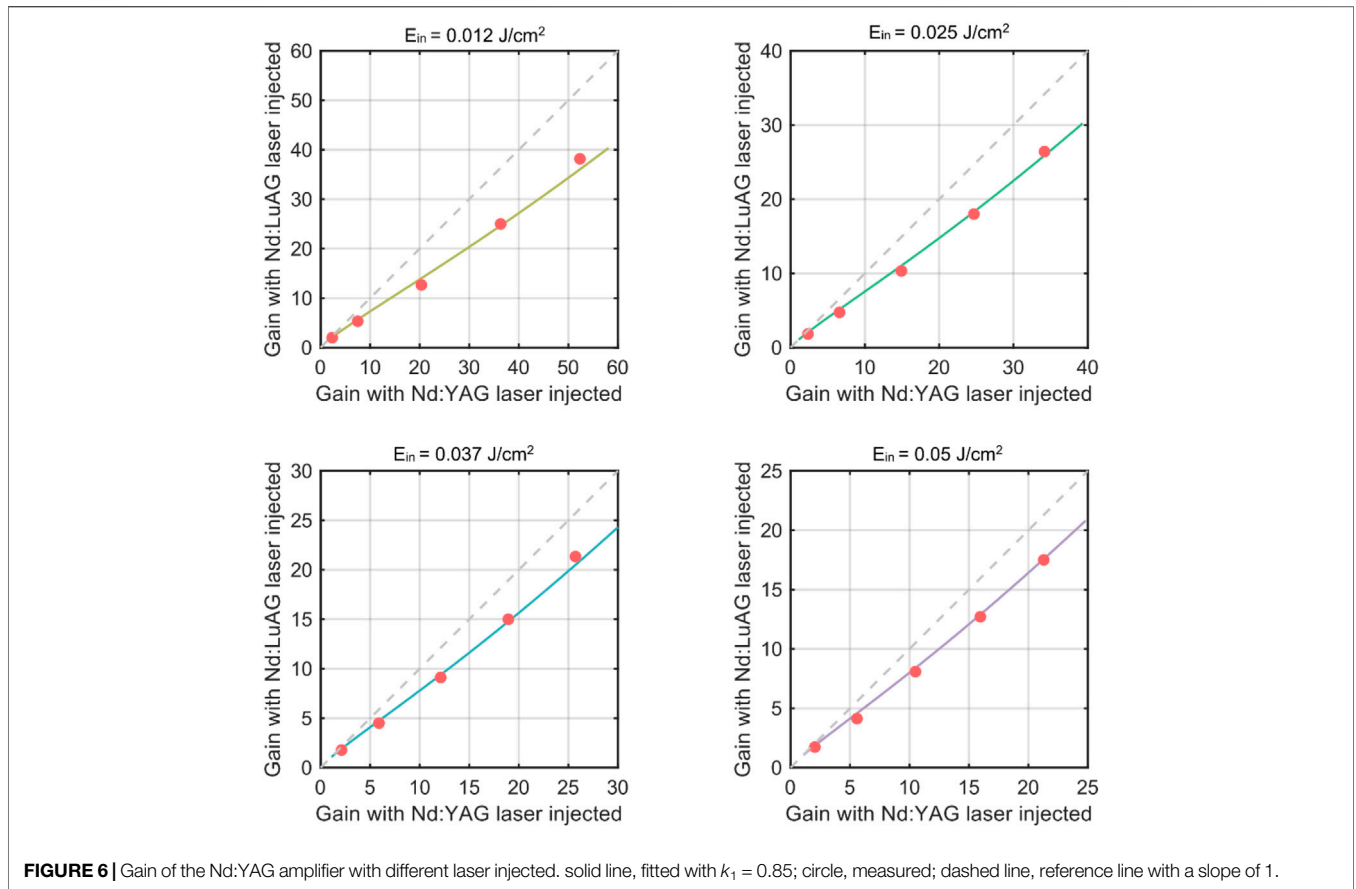 E_in = 0.012 J/cm²
60
50
40
30
20
10
0
Gain with Nd:LuAG laser injected
0 10 20 30 40 50 60
Gain with Nd:YAG laser injected
E_in = 0.025 J/cm²
40
30
20
10
0
Gain with Nd:LuAG laser injected
0 10 20 30 40
Gain with Nd:YAG laser injected
E_in = 0.037 J/cm²
30
25
20
15
10
5
0
Gain with Nd:LuAG laser injected
0 5 10 15 20 25 30
Gain with Nd:YAG laser injected
E_in = 0.05 J/cm²
25
20
15
10
5
0
Gain with Nd:LuAG laser injected
0 5 10 15 20 25
Gain with Nd:YAG laser injected
FIGURE 6 | Gain of the Nd:YAG amplifier with different laser injected. solid line, fitted with k₁ = 0.85; circle, measured; dashed line, reference line with a slope of 1.